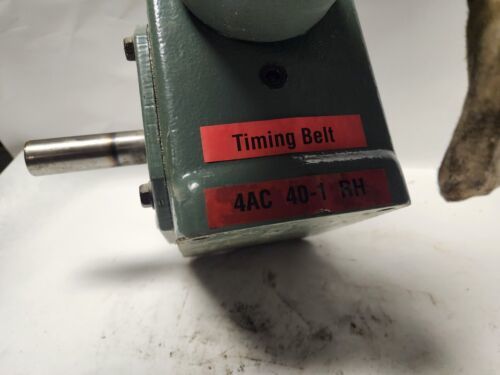 Timing Belt
4AC 40-1 RH